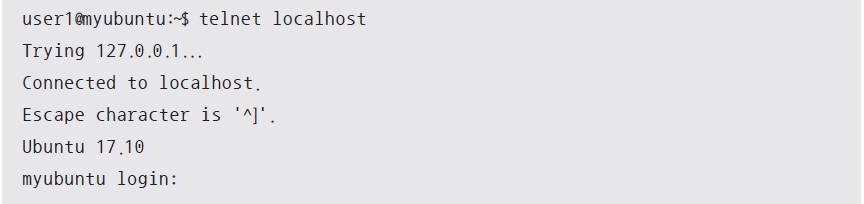 user1@myubuntu:~$ telnet localhost
Trying 127.0.0.1...
Connected to localhost.
Escape character is '^]'.
Ubuntu 17.10
myubuntu login: